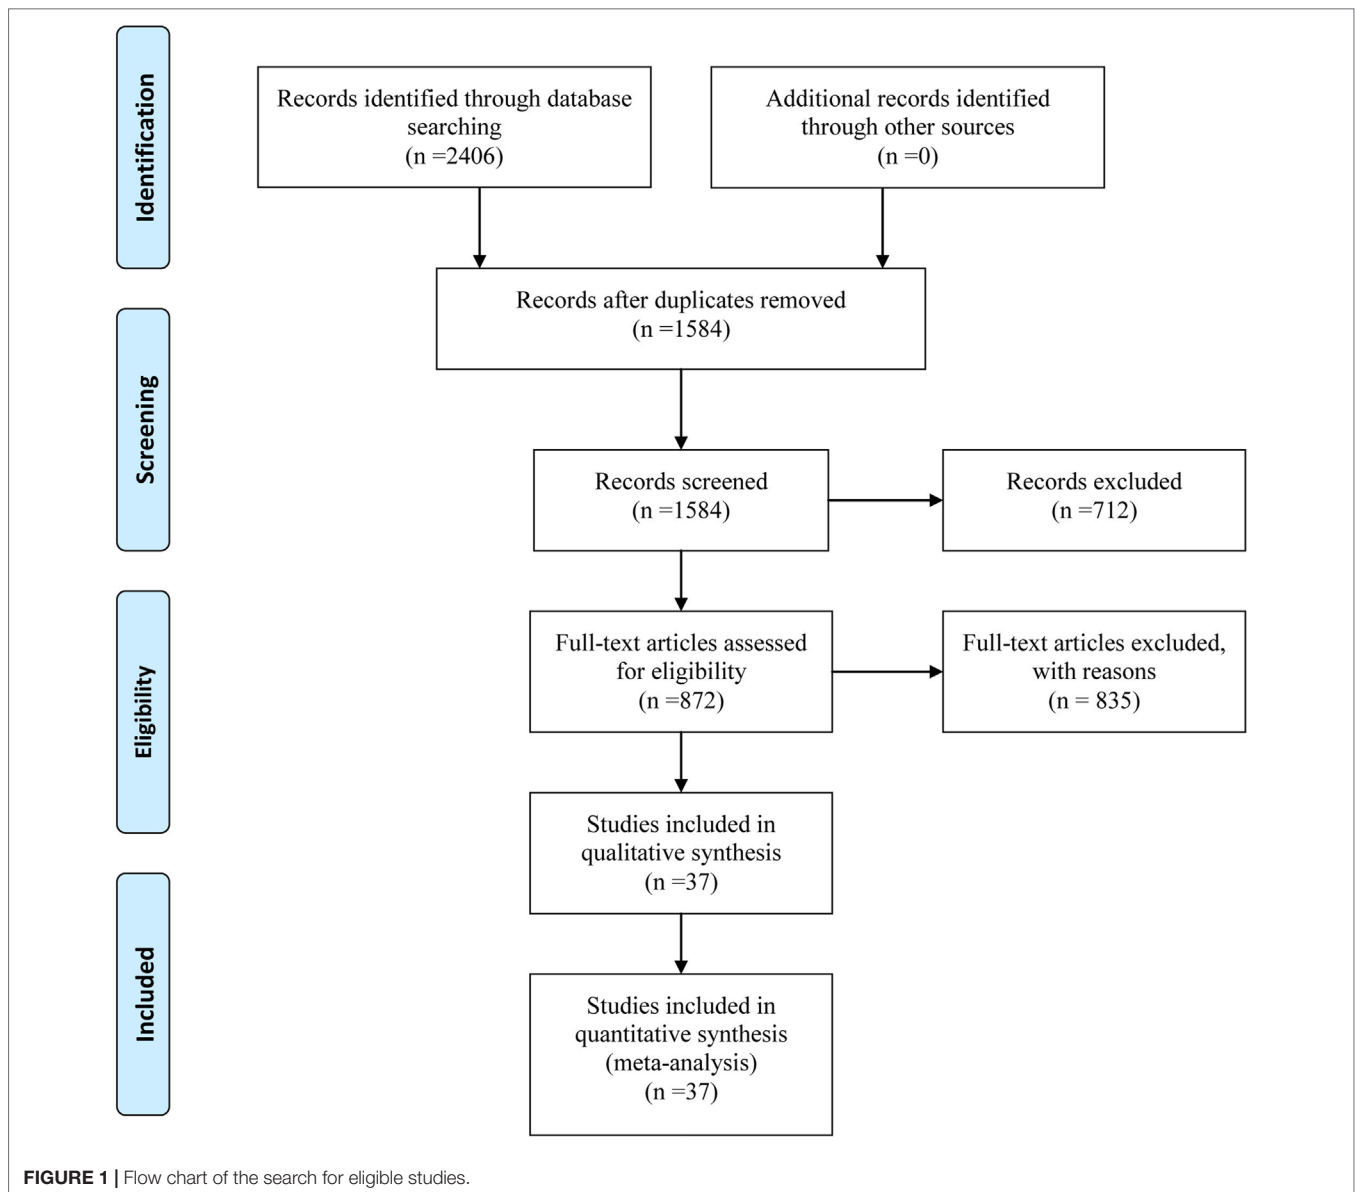 Identification
Records identified through database
searching
(n =2406)
Additional records identified
through other sources
(n =0)
Records after duplicates removed
(n =1584)
Screening
Records screened
(n =1584)
Records excluded
(n =712)
Eligibility
Full-text articles assessed
for eligibility
(n =872)
Full-text articles excluded,
with reasons
(n = 835)
Studies included in
qualitative synthesis
(n =37)
Included
Studies included in
quantitative synthesis
(meta-analysis)
(n =37)
FIGURE 1 | Flow chart of the search for eligible studies.